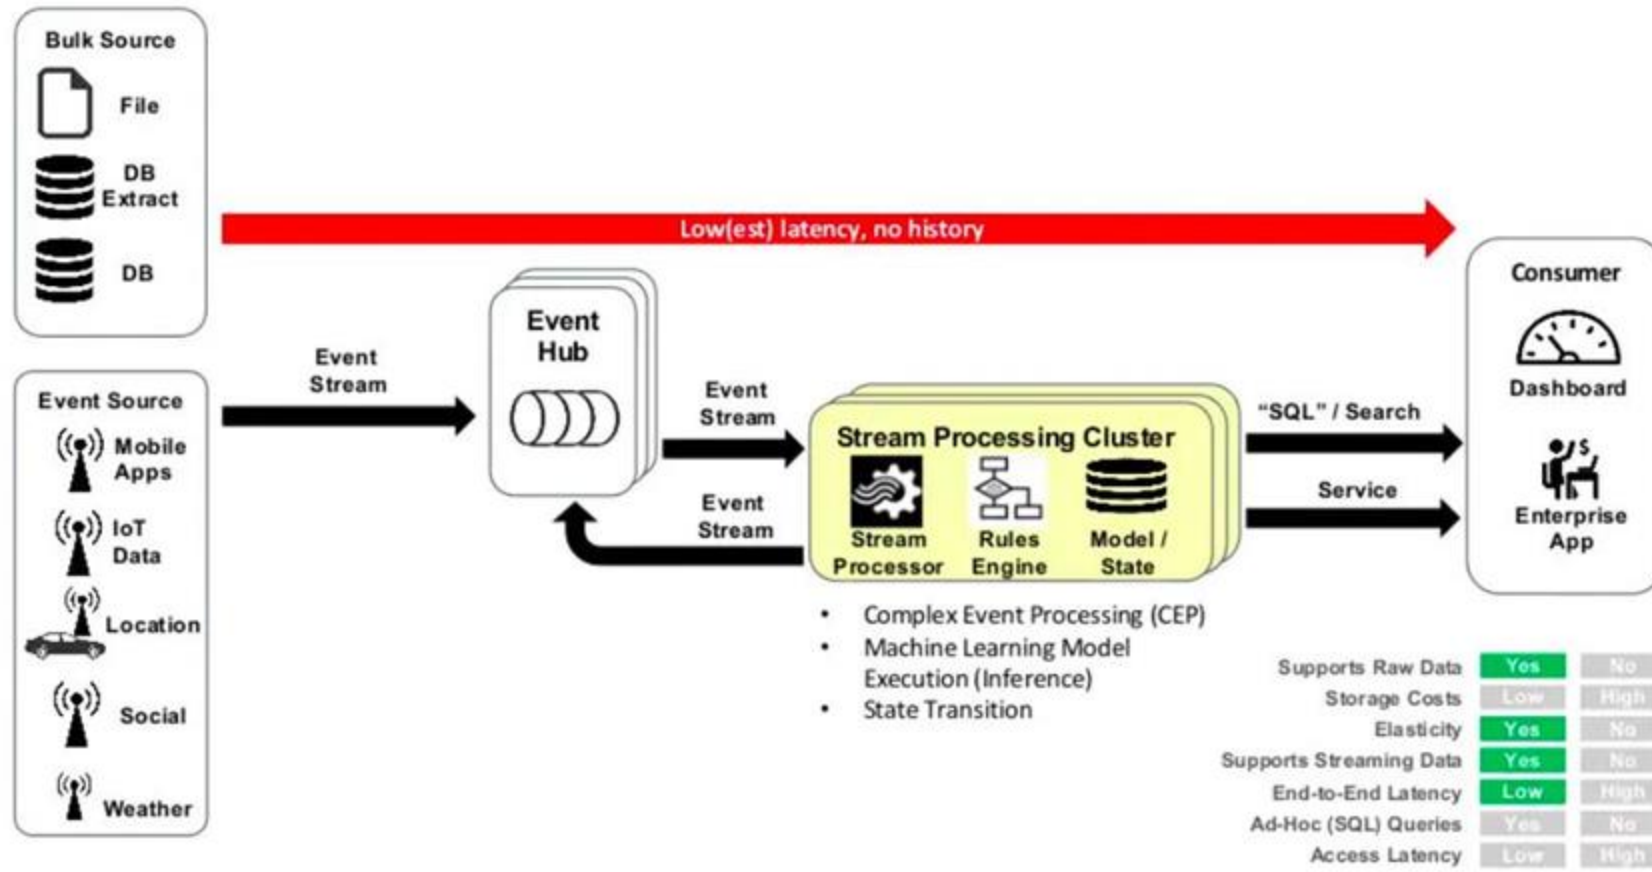 Bulk Source
File
DB
Extract
DB
Low(est) latency, no history
Event Source
Mobile
Apps
IoT
Data
Location
Social
Weather
Event
Stream
Event
Hub
Event
Stream
Event
Stream
Stream Processing Cluster
Stream
Processor
Rules
Engine
Model /
State
• Complex Event Processing (CEP)
• Machine Learning Model
Execution (Inference)
• State Transition
“SQL” / Search
Service
Consumer
Dashboard
$
Enterprise
App
Supports Raw Data Yes No
Storage Costs Low High
Elasticity Yes No
Supports Streaming Data Yes No
End-to-End Latency Low High
Ad-Hoc (SQL) Queries Yes No
Access Latency Low High